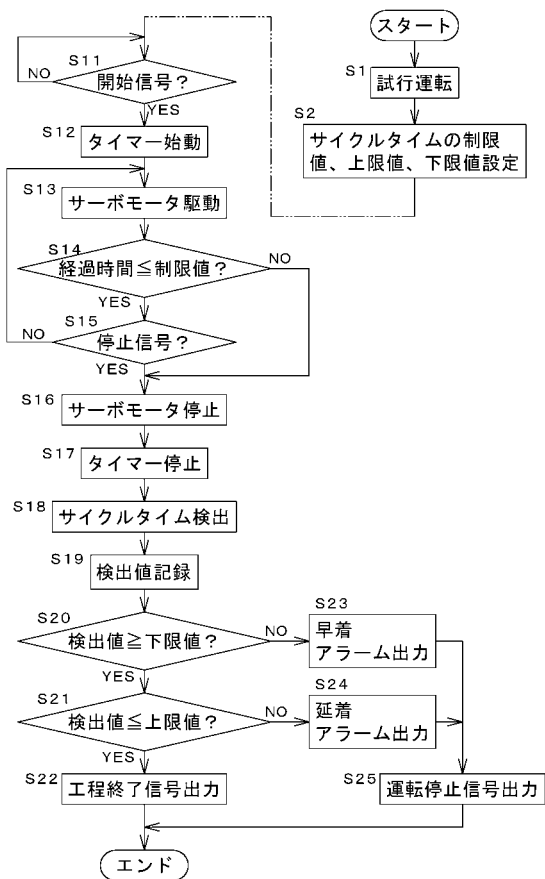 スタート
S1
試行運転
S2
サイクルタイムの制限
値、上限値、下限値設定
S11
開始信号?
NO
YES
S12
タイマー始動
S13
サーボモータ駆動
S14
経過時間≦制限値?
NO
YES
S15
停止信号?
NO
YES
S16
サーボモータ停止
S17
タイマー停止
S18
サイクルタイム検出
S19
検出値記録
S20
検出値≧下限値?
NO
YES
S23
早着
アラーム出力
S21
検出値≦上限値?
NO
YES
S24
延着
アラーム出力
S22
工程終了信号出力
S25
運転停止信号出力
エンド